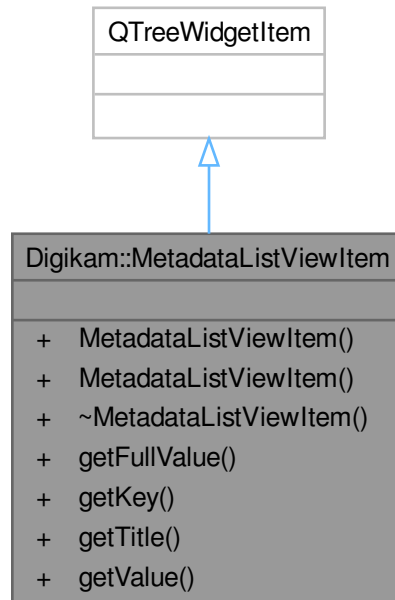 QTreeWidgetItem
Digikam::MetadataListViewItem
+ MetadataListViewItem()
+ MetadataListViewItem()
+ ~MetadataListViewItem()
+ getFullValue()
+ getKey()
+ getTitle()
+ getValue()